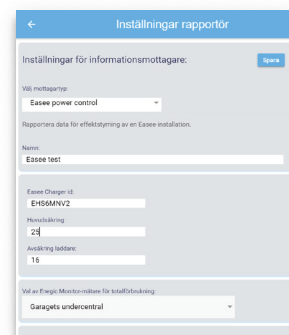 Inställningar rapportör
Inställningar för informationsmottagare:
Spara
Välj mottagartyp:
Easee power control
Rapportera data för effektstyrning av en Easee-installation.
Namn:
Easee test
Easee Charger id:
EHS6MNV2
Huvudsäkring:
25
Avsäkring laddare:
16
Val av Enegic Monitor-mätare för totalförbrukning:
Garagets undercentral